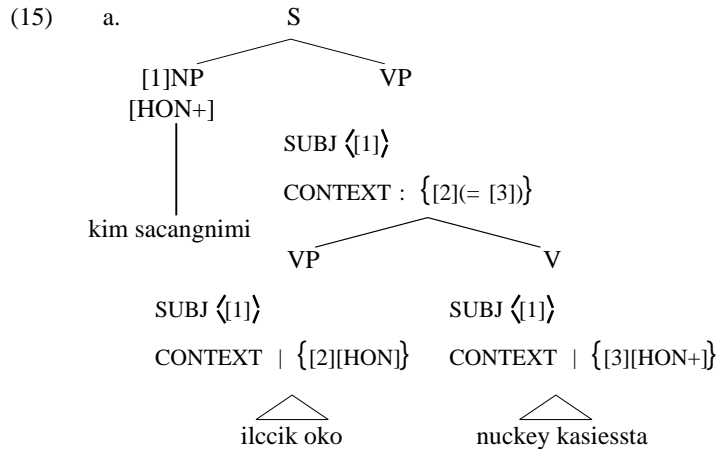 (15) a. S
[1]NP VP
[HON+]
SUBJ ⟨[1]⟩
CONTEXT : {[2](= [3])}
kim sacangnimi
VP V
SUBJ ⟨[1]⟩ SUBJ ⟨[1]⟩
CONTEXT | {[2][HON]} CONTEXT | {[3][HON+]}
ilccik oko nuckey kasiessta